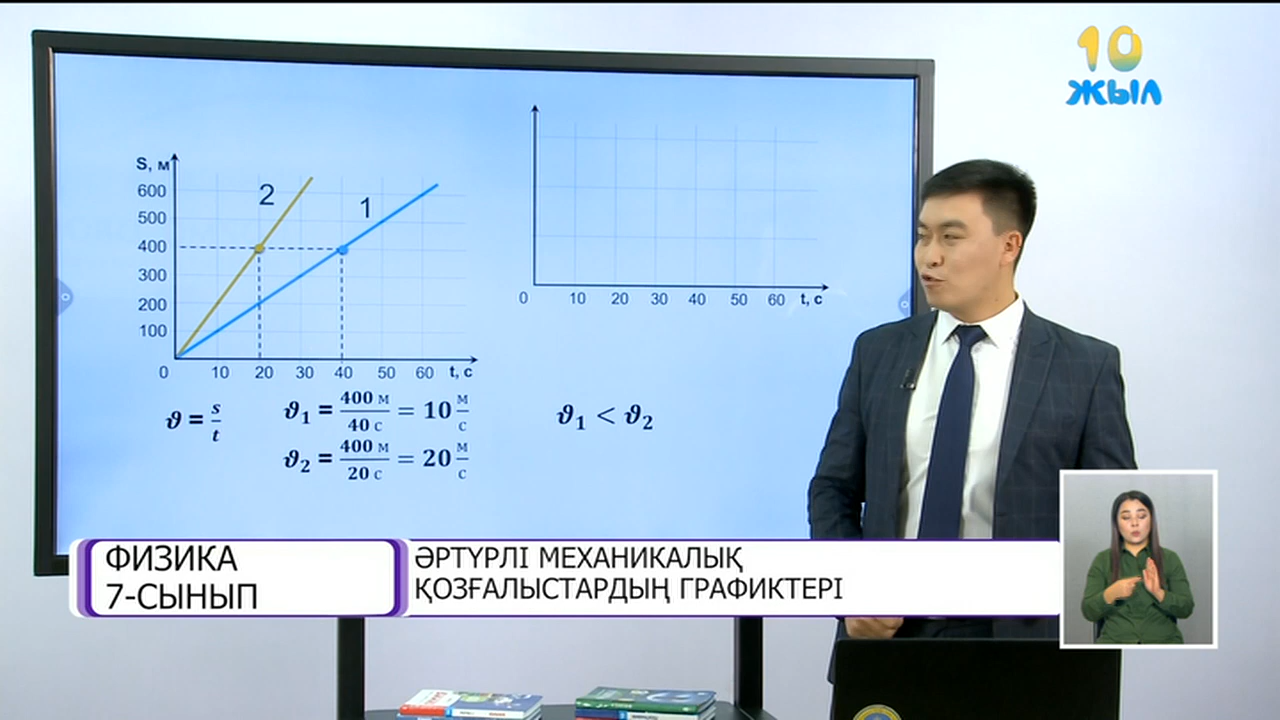 10
ЖЫЛ
S, м
600
500
400
300
200
100
0 10 20 30 40 50 60 t, с
2
1
0 10 20 30 40 50 60 t, с
ϑ = s/t
ϑ₁ = 400 м/40 с = 10 м/с
ϑ₂ = 400 м/20 с = 20 м/с
ϑ₁ < ϑ₂
ФИЗИКА
7-СЫНЫП
ӘРТҮРЛІ МЕХАНИКАЛЫҚ
ҚОЗҒАЛЫСТАРДЫҢ ГРАФИКТЕРІ